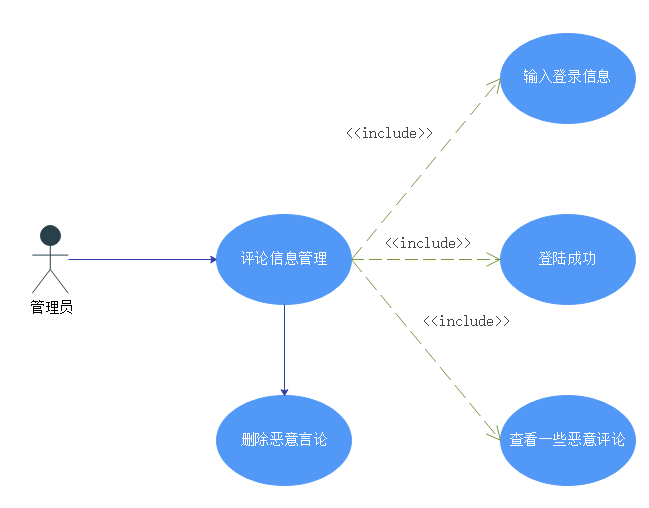 输入登录信息
<<include>>
<<include>>
评论信息管理
登陆成功
管理员
<<include>>
删除恶意言论
查看一些恶意评论